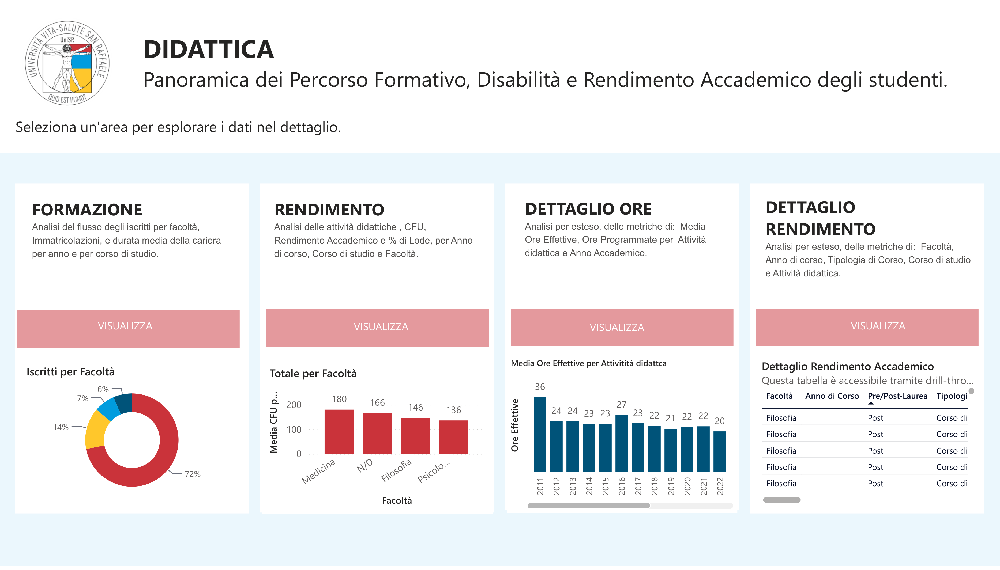 UNIVERSITÀ VITA-SALUTE SAN RAFFAELE
UniSR
QUID EST HOMO?
DIDATTICA
Panoramica dei Percorso Formativo, Disabilità e Rendimento Accademico degli studenti.
Seleziona un'area per esplorare i dati nel dettaglio.
FORMAZIONE
Analisi del flusso degli iscritti per facoltà,
Immatricolazioni, e durata media della cariera
per anno e per corso di studio.
VISUALIZZA
Iscritti per Facoltà
6%
7%
14%
72%
RENDIMENTO
Analisi delle attività didattiche , CFU,
Rendimento Accademico e % di Lode, per Anno
di corso, Corso di studio e Facoltà.
VISUALIZZA
Totale per Facoltà
Media CFU p...
200
100
0
180
166
146
136
Medicina
N/D
Filosofia
Psicolo...
Facoltà
DETTAGLIO ORE
Analisi per esteso, delle metriche di:  Media
Ore Effettive, Ore Programmate per  Attività
didattica e Anno Accademico.
VISUALIZZA
Media Ore Effettive per Attivitità didattca
Ore Effettive
36
24
24
23
23
27
23
22
21
22
22
20
2011
2012
2013
2014
2015
2016
2017
2018
2019
2020
2021
2022
DETTAGLIO
RENDIMENTO
Analisi per esteso, delle metriche di:  Facoltà,
Anno di corso, Tipologia di Corso, Corso di studio
e Attività didattica.
VISUALIZZA
Dettaglio Rendimento Accademico
Questa tabella è accessibile tramite drill-thro...
Facoltà Anno di Corso Pre/Post-Laurea Tipologi
Filosofia Post Corso di
Filosofia Post Corso di
Filosofia Post Corso di
Filosofia Post Corso di
Filosofia Post Corso di